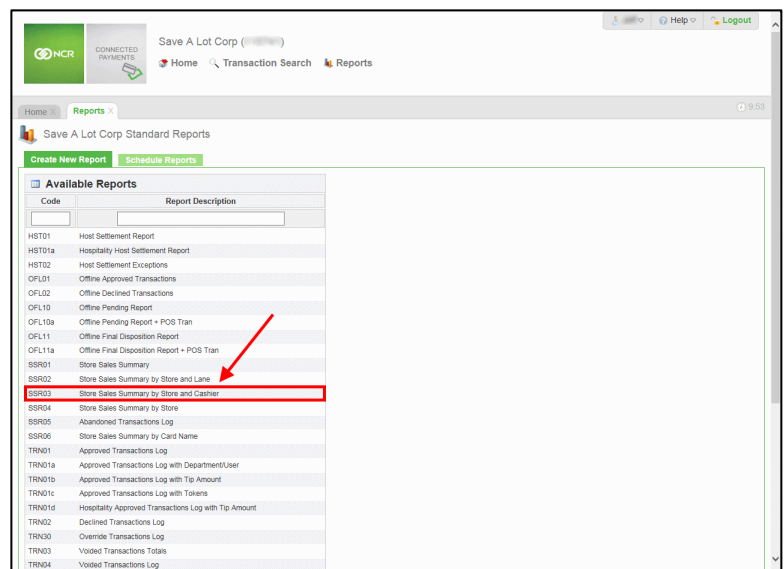 Help Logout
NCR CONNECTED PAYMENTS
Save A Lot Corp ( )
Home Transaction Search Reports
Home X Reports X 9:53
Save A Lot Corp Standard Reports
Create New Report Schedule Reports
Available Reports
Code Report Description
HST01 Host Settlement Report
HST01a Hospitality Host Settlement Report
HST02 Host Settlement Exceptions
OFL01 Offline Approved Transactions
OFL02 Offline Declined Transactions
OFL10 Offline Pending Report
OFL10a Offline Pending Report + POS Tran
OFL11 Offline Final Disposition Report
OFL11a Offline Final Disposition Report + POS Tran
SSR01 Store Sales Summary
SSR02 Store Sales Summary by Store and Lane
SSR03 Store Sales Summary by Store and Cashier
SSR04 Store Sales Summary by Store
SSR05 Abandoned Transactions Log
SSR06 Store Sales Summary by Card Name
TRN01 Approved Transactions Log
TRN01a Approved Transactions Log with Department/User
TRN01b Approved Transactions Log with Tip Amount
TRN01c Approved Transactions Log with Tokens
TRN01d Hospitality Approved Transactions Log with Tip Amount
TRN02 Declined Transactions Log
TRN30 Override Transactions Log
TRN03 Voided Transactions Totals
TRN04 Voided Transactions Log